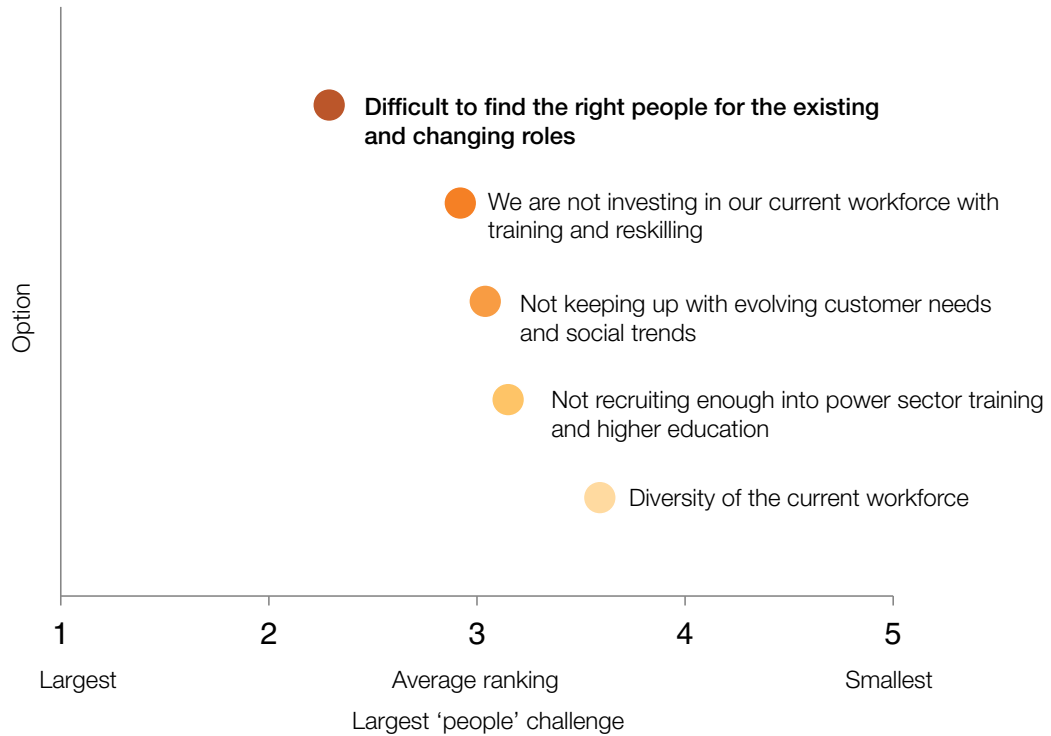 Difficult to find the right people for the existing
and changing roles
We are not investing in our current workforce with
training and reskilling
Not keeping up with evolving customer needs
and social trends
Not recruiting enough into power sector training
and higher education
Diversity of the current workforce
Option
1 2 3 4 5
Largest Average ranking Smallest
Largest ‘people’ challenge